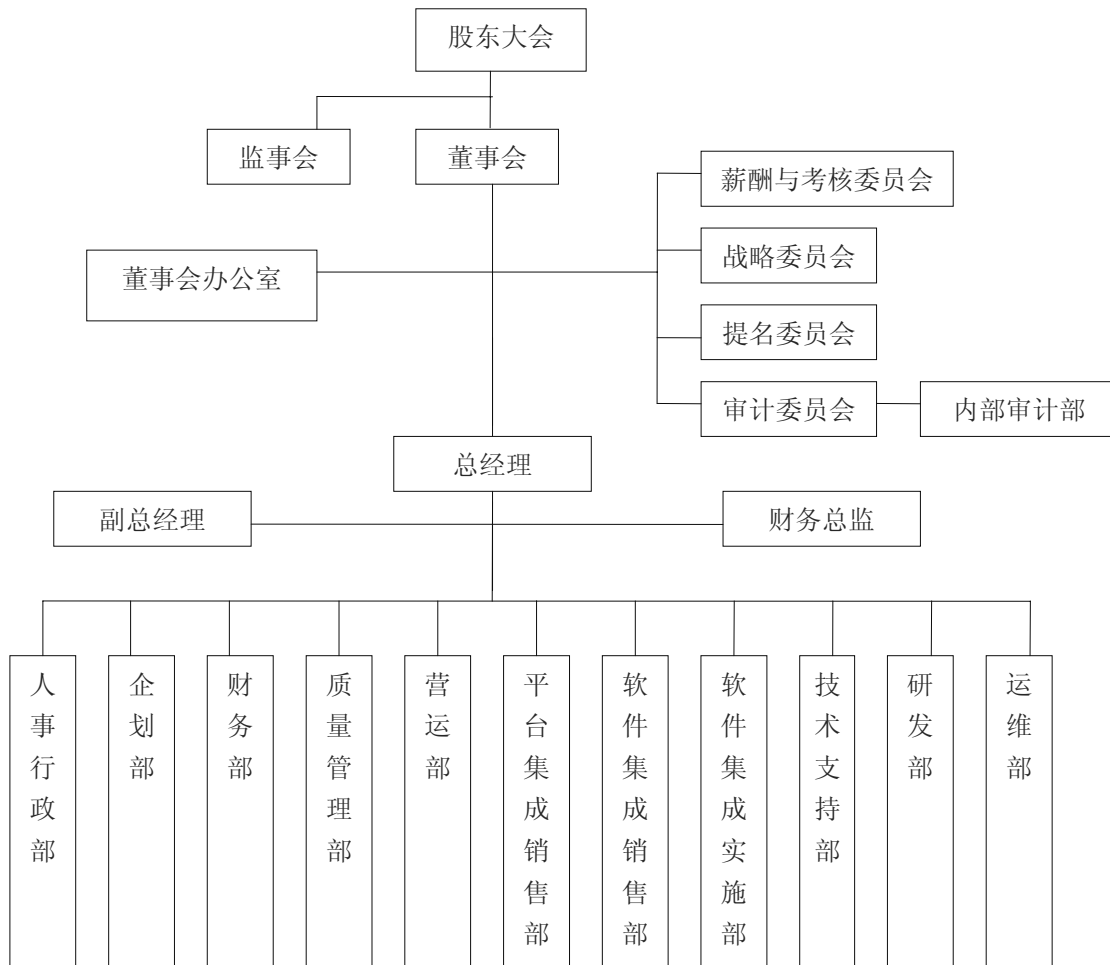 股东大会
监事会
董事会
薪酬与考核委员会
战略委员会
董事会办公室
提名委员会
审计委员会
内部审计部
总经理
副总经理
财务总监
人事行政部
企划部
财务部
质量管理部
营运部
平台集成销售部
软件集成销售部
软件集成实施部
技术支持部
研发部
运维部